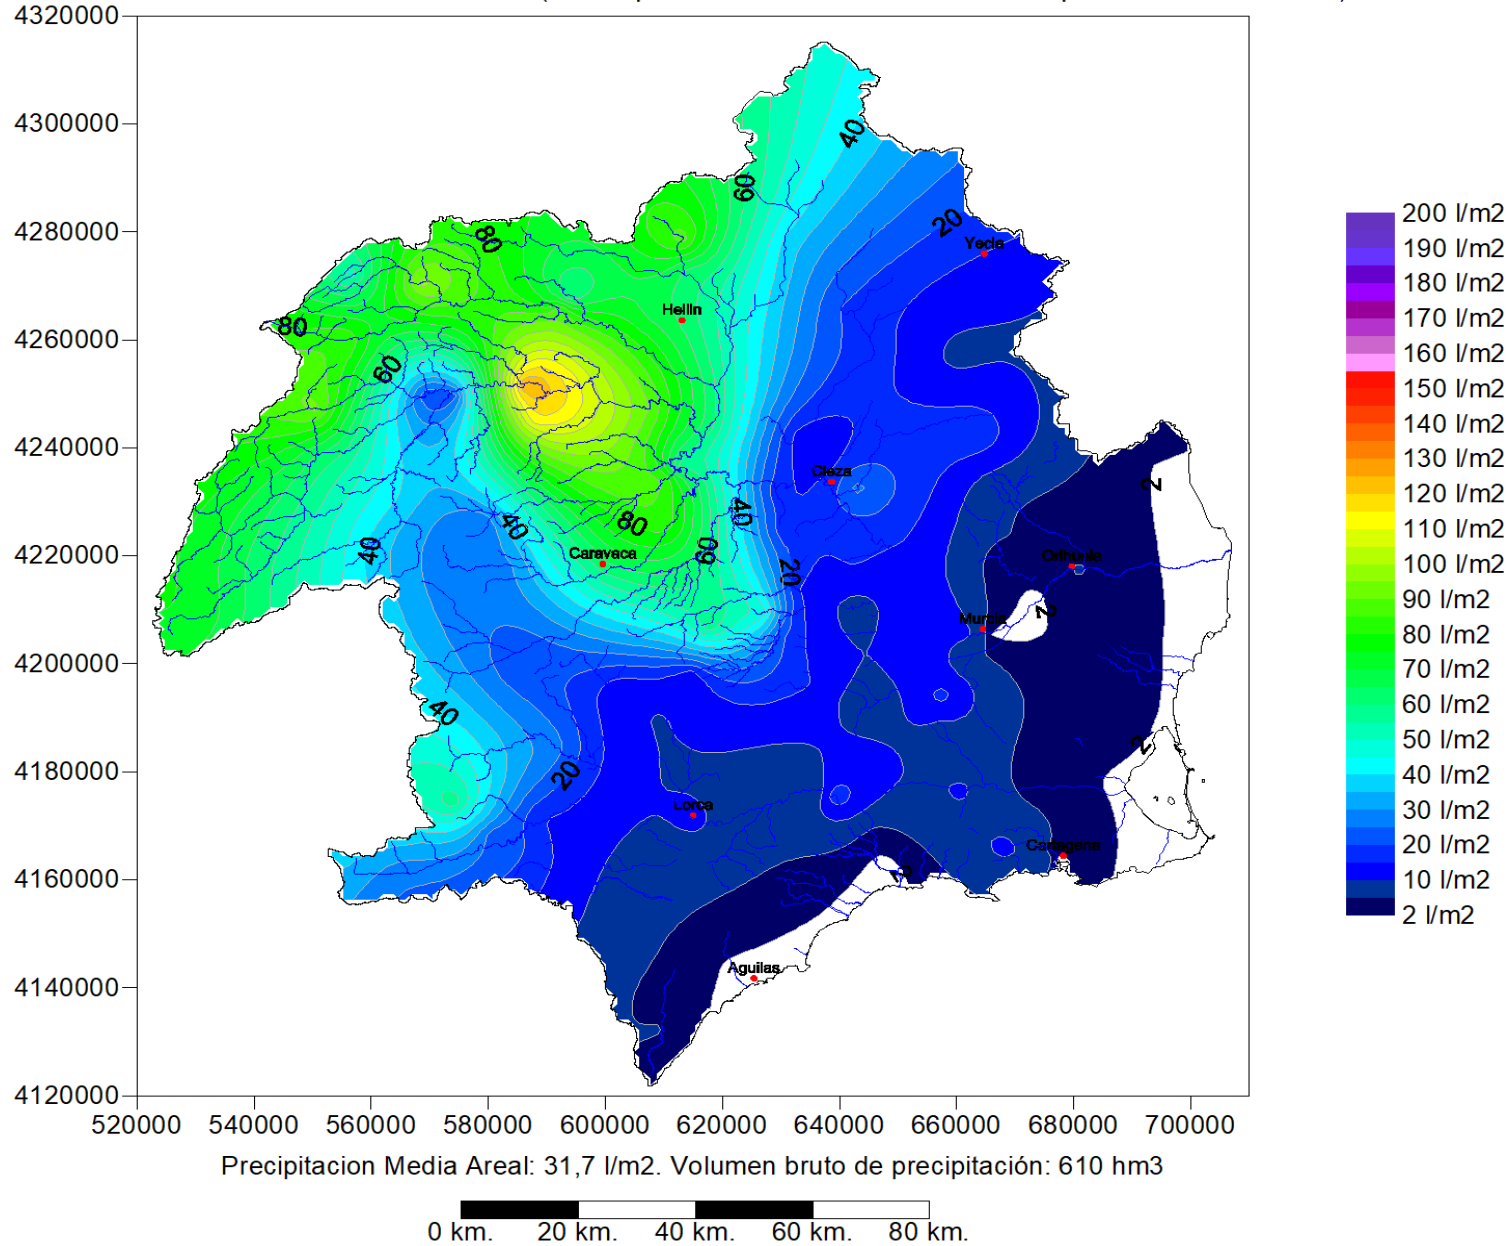 4320000
4300000
4280000
4260000
4240000
4220000
4200000
4180000
4160000
4140000
4120000
520000 540000 560000 580000 600000 620000 640000 660000 680000 700000
40
60
20
80
Yecla
80
Hellin
60
Cieza
2
40
80
40
40
60
Caravaca
20
Orihuela
2
Murcia
40
2
20
Lorca
Cartagena
2
Aguilas
200 l/m2
190 l/m2
180 l/m2
170 l/m2
160 l/m2
150 l/m2
140 l/m2
130 l/m2
120 l/m2
110 l/m2
100 l/m2
90 l/m2
80 l/m2
70 l/m2
60 l/m2
50 l/m2
40 l/m2
30 l/m2
20 l/m2
10 l/m2
2 l/m2
Precipitacion Media Areal: 31,7 l/m2. Volumen bruto de precipitación: 610 hm3
0 km. 20 km. 40 km. 60 km. 80 km.